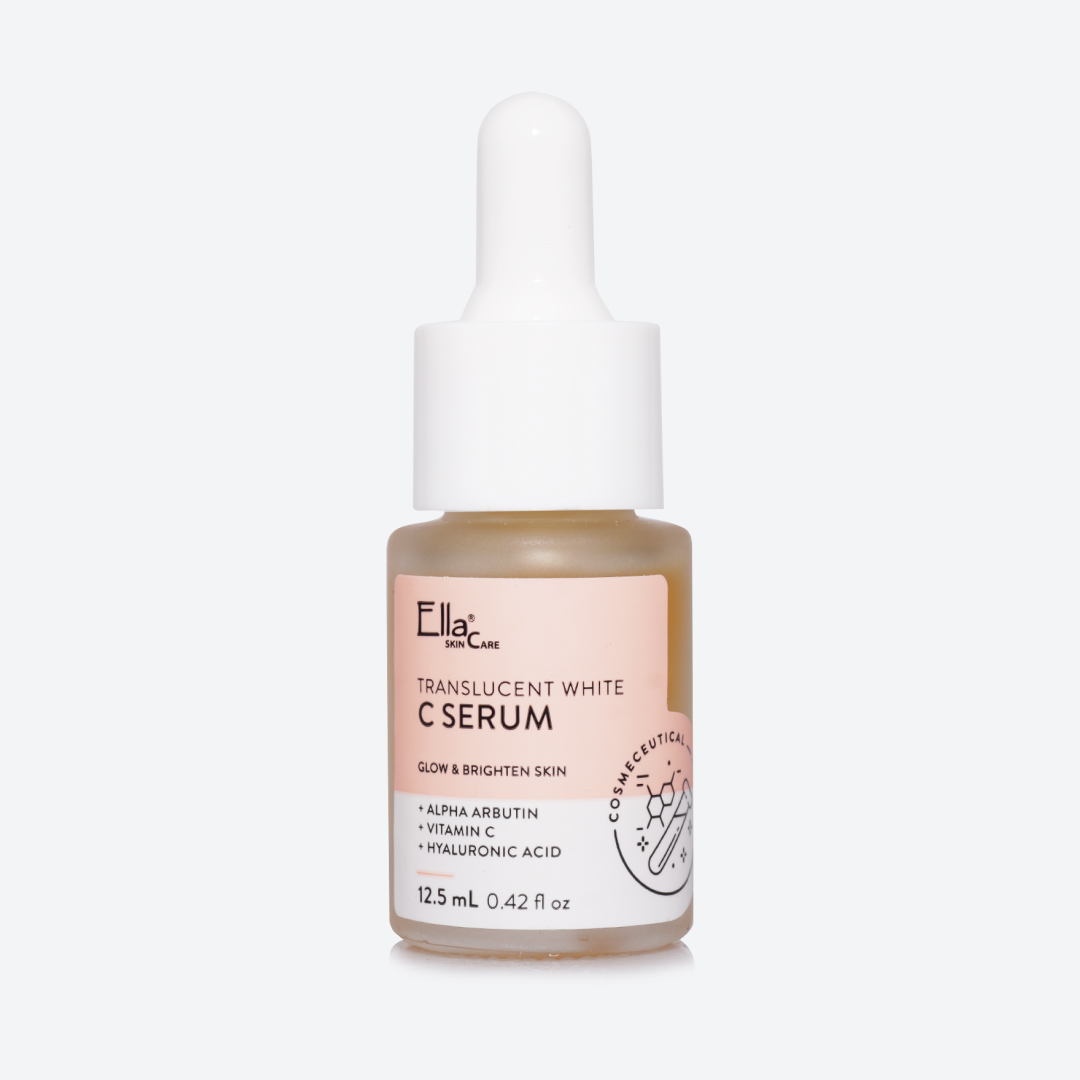 Ella®
SKIN CARE
TRANSLUCENT WHITE
C SERUM
GLOW & BRIGHTEN SKIN
+ ALPHA ARBUTIN
+ VITAMIN C
+ HYALURONIC ACID
12.5 mL 0.42 fl oz
COSMECEUTICAL